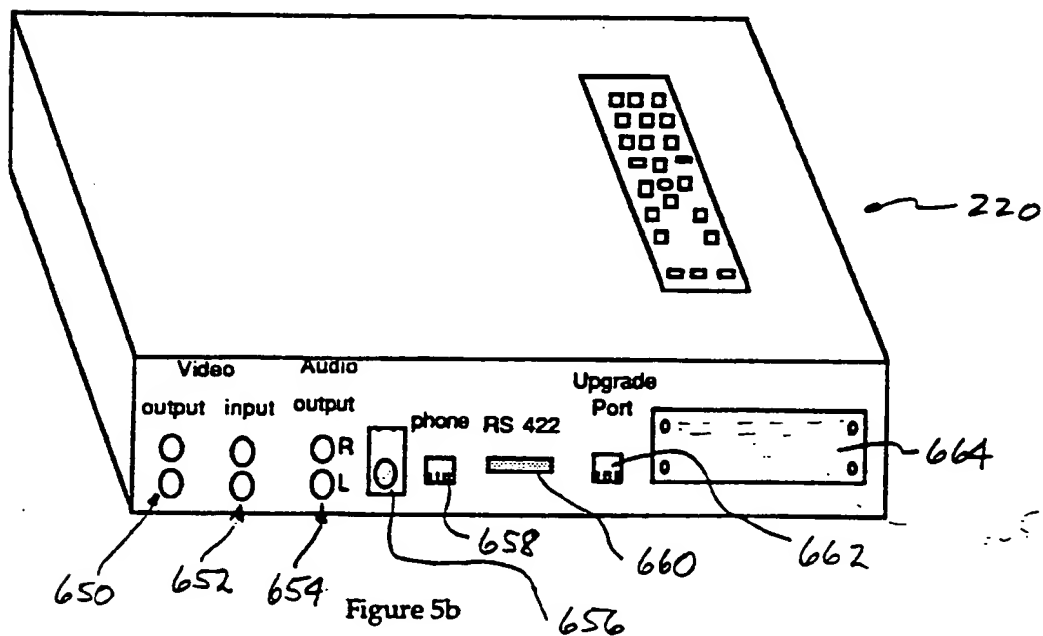 220
Video Audio
output input output
Upgrade
Port
phone RS 422
R
L
664
650
652
654
656
658
660
662
Figure 5b